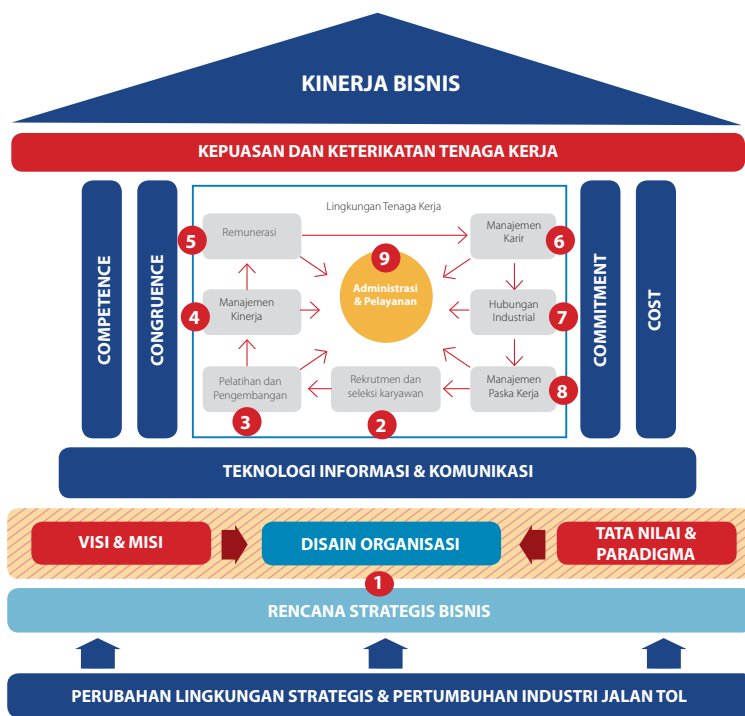 KINERJA BISNIS
KEPUASAN DAN KETERIKATAN TENAGA KERJA
COMPETENCE
CONGRUENCE
Lingkungan Tenaga Kerja
Remunerasi
5
9
Administrasi
& Pelayanan
Manajemen
Karir
6
Manajemen
Kinerja
4
Hubungan
Industrial
7
Pelatihan dan
Pengembangan
3
Rekrutmen dan
seleksi karyawan
2
Manajemen
Paska Kerja
8
COMMITMENT
COST
TEKNOLOGI INFORMASI & KOMUNIKASI
VISI & MISI
DISAIN ORGANISASI
TATA NILAI &
PARADIGMA
1
RENCANA STRATEGIS BISNIS
PERUBAHAN LINGKUNGAN STRATEGIS & PERTUMBUHAN INDUSTRI JALAN TOL